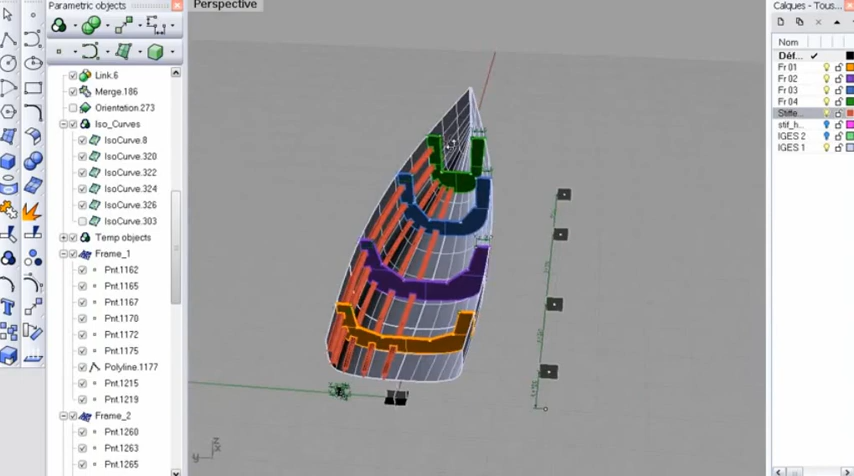 Parametric objects
Link.6
Merge.186
Orientation.273
Iso_Curves
IsoCurve.8
IsoCurve.320
IsoCurve.322
IsoCurve.324
IsoCurve.326
IsoCurve.303
Temp objects
Frame_1
Pnt.1162
Pnt.1165
Pnt.1167
Pnt.1170
Pnt.1172
Pnt.1175
Polyline.1177
Pnt.1215
Pnt.1219
Frame_2
Pnt.1260
Pnt.1263
Pnt.1265
Perspective
z
y
x
Calques - Tous...
Nom
Déf...
Fr 01
Fr 02
Fr 03
Fr 04
Stiffe...
stif_h...
IGES 2
IGES 1